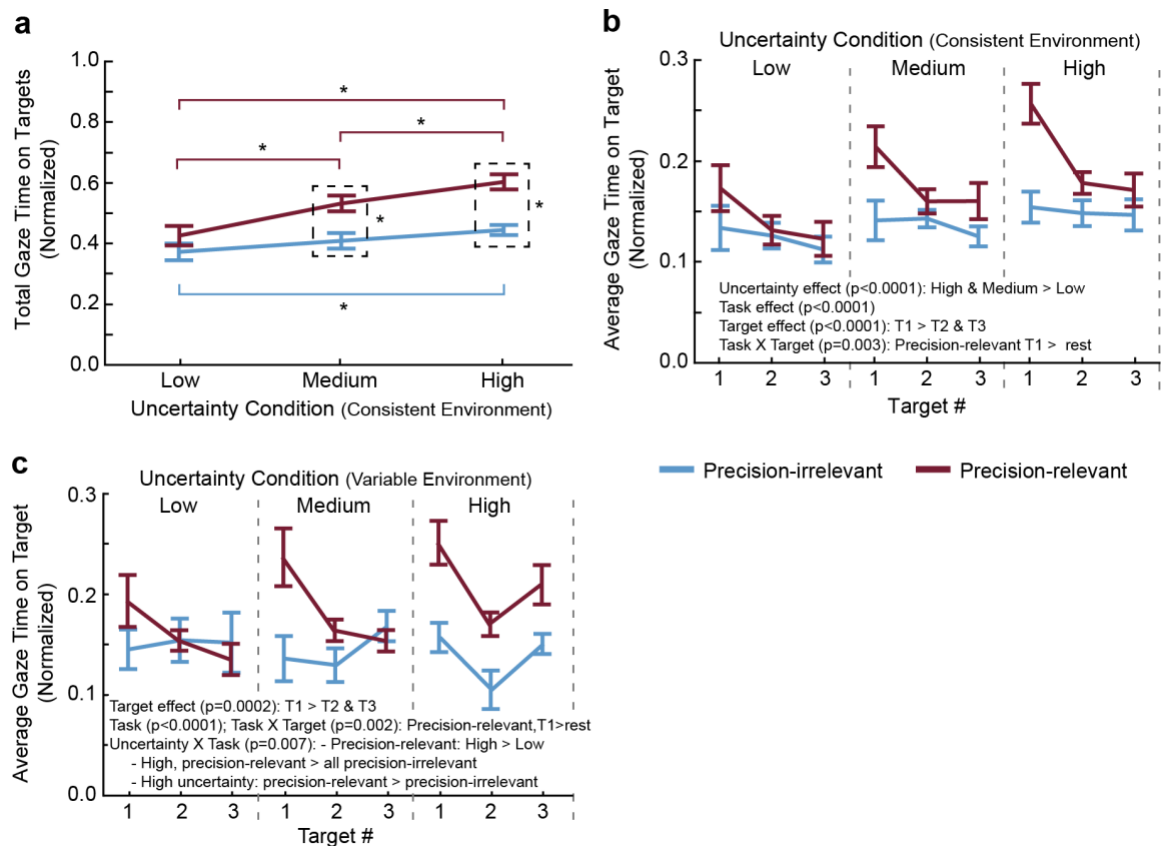 a
Total Gaze Time on Targets
(Normalized)
1.0
0.8
0.6
0.4
0.2
0.0
*
*
*
*
*
*
Low Medium High
Uncertainty Condition (Consistent Environment)
b
Uncertainty Condition (Consistent Environment)
Low Medium High
Average Gaze Time on Target
(Normalized)
0.3
0.2
0.1
0.0
Uncertainty effect (p<0.0001): High & Medium > Low
Task effect (p<0.0001)
Target effect (p<0.0001): T1 > T2 & T3
Task X Target (p=0.003): Precision-relevant T1 > rest
1 2 3 1 2 3 1 2 3
Target #
Precision-irrelevant Precision-relevant
c
Uncertainty Condition (Variable Environment)
Low Medium High
Average Gaze Time on Target
(Normalized)
0.3
0.2
0.1
0.0
Target effect (p=0.0002): T1 > T2 & T3
Task (p<0.0001); Task X Target (p=0.002): Precision-relevant,T1>rest
Uncertainty X Task (p=0.007): - Precision-relevant: High > Low
- High, precision-relevant > all precision-irrelevant
- High uncertainty: precision-relevant > precision-irrelevant
1 2 3 1 2 3 1 2 3
Target #